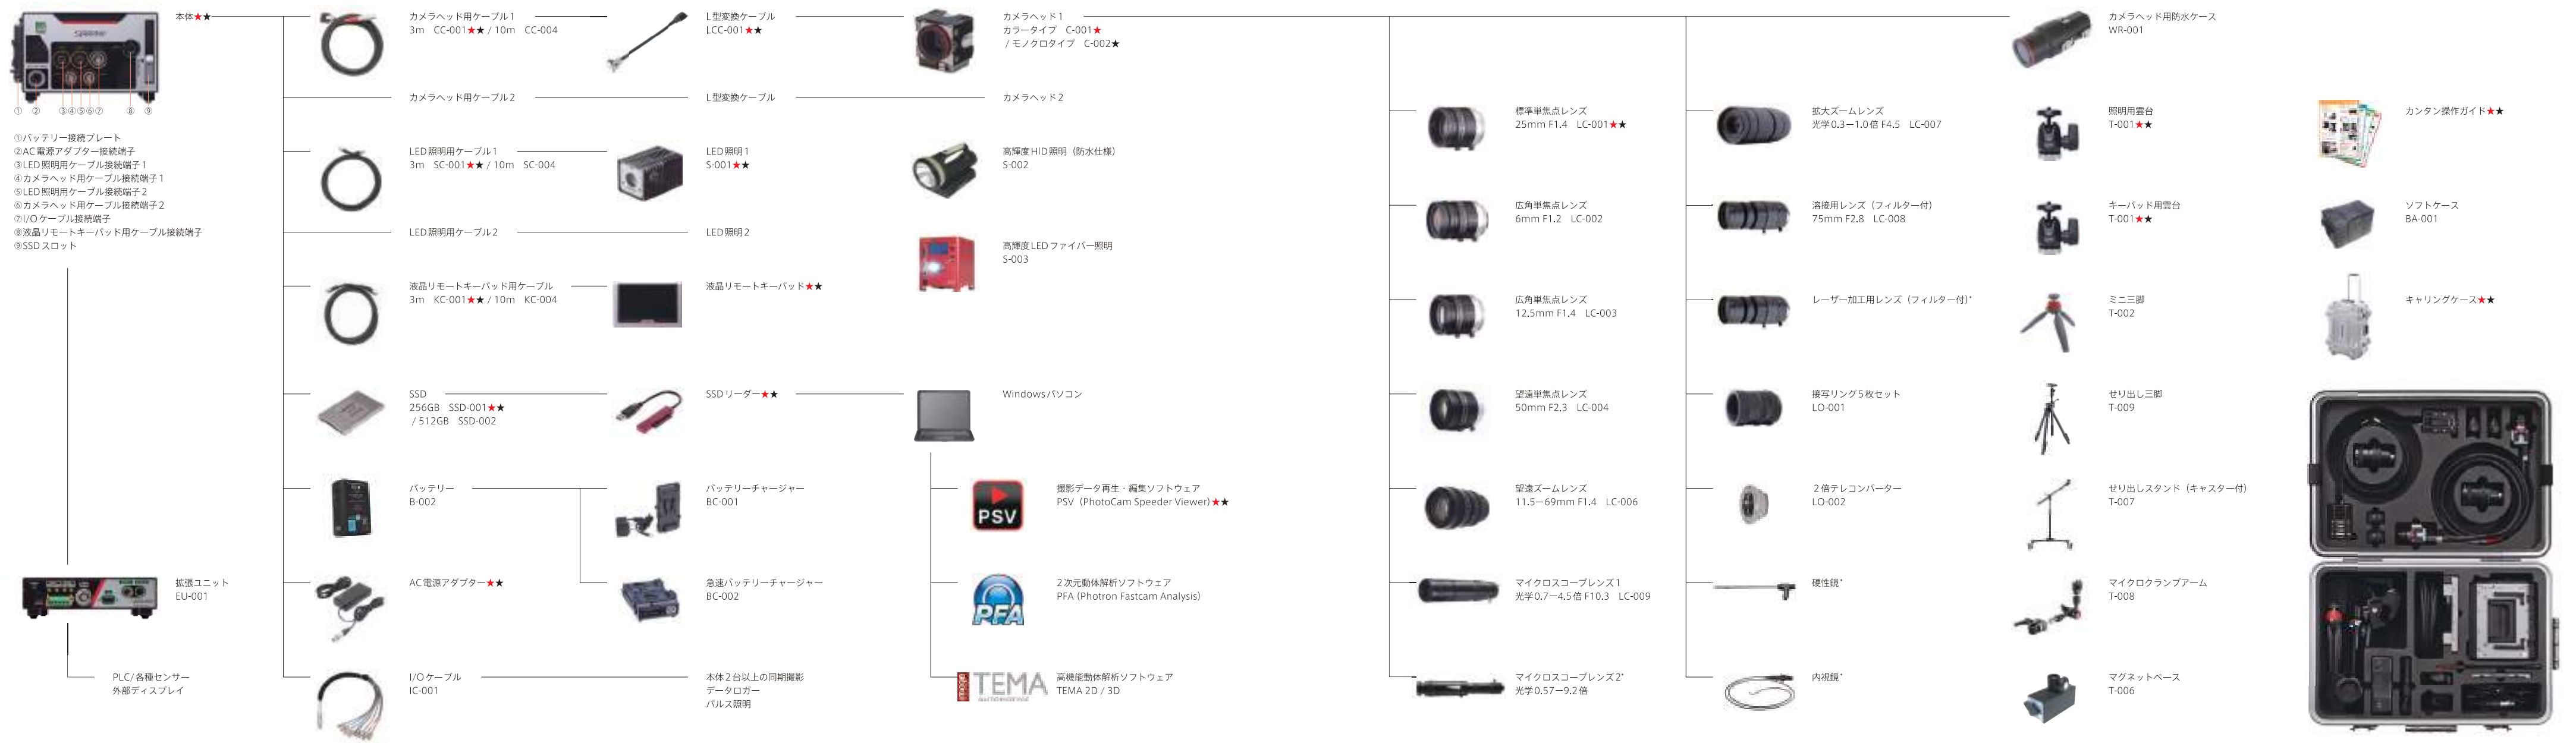 Speeder
本体★★
① ② ③④⑤⑥⑦ ⑧ ⑨
①バッテリー接続プレート
②AC電源アダプター接続端子
③LED照明用ケーブル接続端子1
④カメラヘッド用ケーブル接続端子1
⑤LED照明用ケーブル接続端子2
⑥カメラヘッド用ケーブル接続端子2
⑦I/Oケーブル接続端子
⑧液晶リモートキーパッド用ケーブル接続端子
⑨SSDスロット
拡張ユニット
EU-001
PLC/各種センサー
外部ディスプレイ
カメラヘッド用ケーブル1
3m CC-001★★ / 10m CC-004
L型変換ケーブル
LCC-001★★
カメラヘッド1
カラータイプ C-001★
/ モノクロタイプ C-002★
カメラヘッド用ケーブル2
L型変換ケーブル
カメラヘッド2
LED照明用ケーブル1
3m SC-001★★ / 10m SC-004
LED照明1
S-001★★
高輝度HID照明（防水仕様）
S-002
LED照明用ケーブル2
LED照明2
高輝度LEDファイバー照明
S-003
液晶リモートキーパッド用ケーブル
3m KC-001★★ / 10m KC-004
液晶リモートキーパッド★★
SSD
256GB SSD-001★★
/ 512GB SSD-002
SSDリーダー★★
Windowsパソコン
バッテリー
B-002
バッテリーチャージャー
BC-001
PSV
撮影データ再生・編集ソフトウェア
PSV（PhotoCam Speeder Viewer）★★
AC電源アダプター★★
急速バッテリーチャージャー
BC-002
PFA
2次元動体解析ソフトウェア
PFA (Photron Fastcam Analysis)
I/Oケーブル
IC-001
本体2台以上の同期撮影
データロガー
パルス照明
TEMA
高機能動体解析ソフトウェア
TEMA 2D / 3D
標準単焦点レンズ
25mm F1.4 LC-001★★
広角単焦点レンズ
6mm F1.2 LC-002
広角単焦点レンズ
12.5mm F1.4 LC-003
望遠単焦点レンズ
50mm F2.3 LC-004
望遠ズームレンズ
11.5ー69mm F1.4 LC-006
マイクロスコープレンズ1
光学0.7ー4.5倍 F10.3 LC-009
マイクロスコープレンズ2*
光学0.57ー9.2倍
拡大ズームレンズ
光学0.3ー1.0倍 F4.5 LC-007
溶接用レンズ（フィルター付）
75mm F2.8 LC-008
レーザー加工用レンズ（フィルター付）*
接写リング5枚セット
LO-001
2倍テレコンバーター
LO-002
硬性鏡*
内視鏡*
カメラヘッド用防水ケース
WR-001
照明用雲台
T-001★★
キーパッド用雲台
T-001★★
ミニ三脚
T-002
せり出し三脚
T-009
せり出しスタンド（キャスター付）
T-007
マイクロクランプアーム
T-008
マグネットベース
T-006
カンタン操作ガイド★★
ソフトケース
BA-001
キャリングケース★★